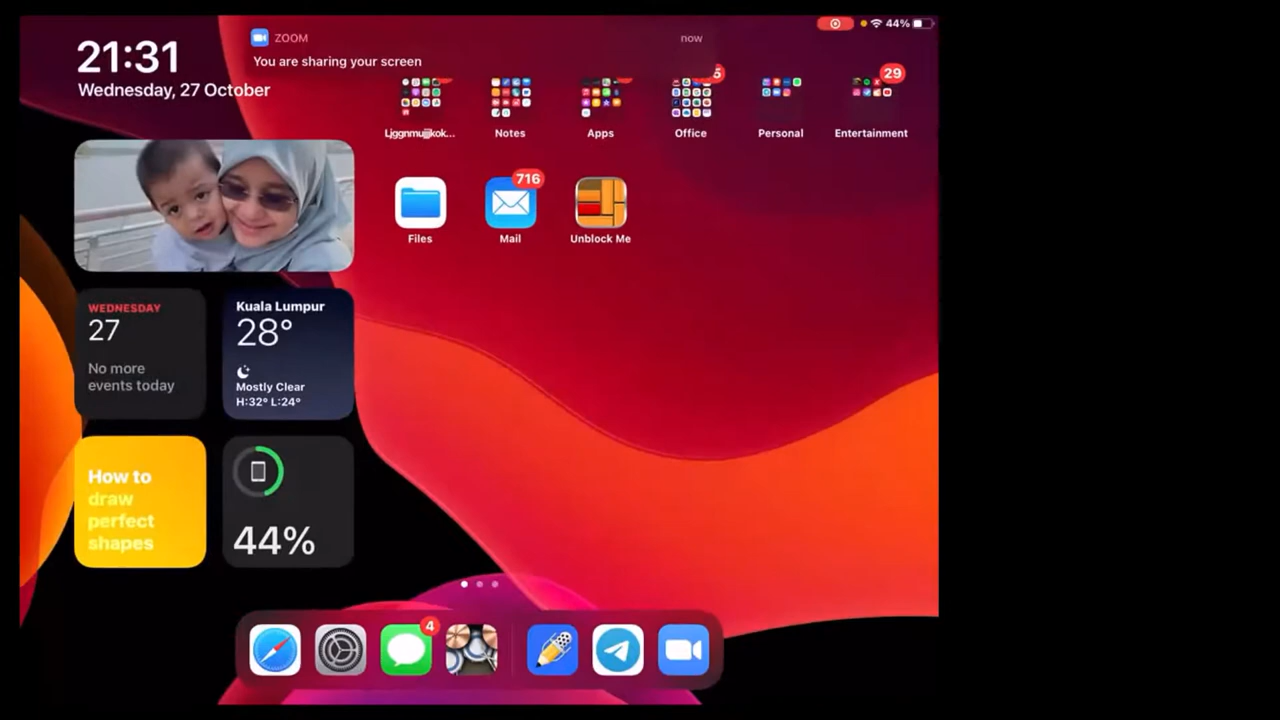 21:31
Wednesday, 27 October
ZOOM
now
You are sharing your screen
44%
5
29
Ljggnmujjjkok...
Notes
Apps
Office
Personal
Entertainment
716
Files
Mail
Unblock Me
WEDNESDAY
27
No more
events today
Kuala Lumpur
28°
Mostly Clear
H:32° L:24°
How to
draw
perfect
shapes
44%
4